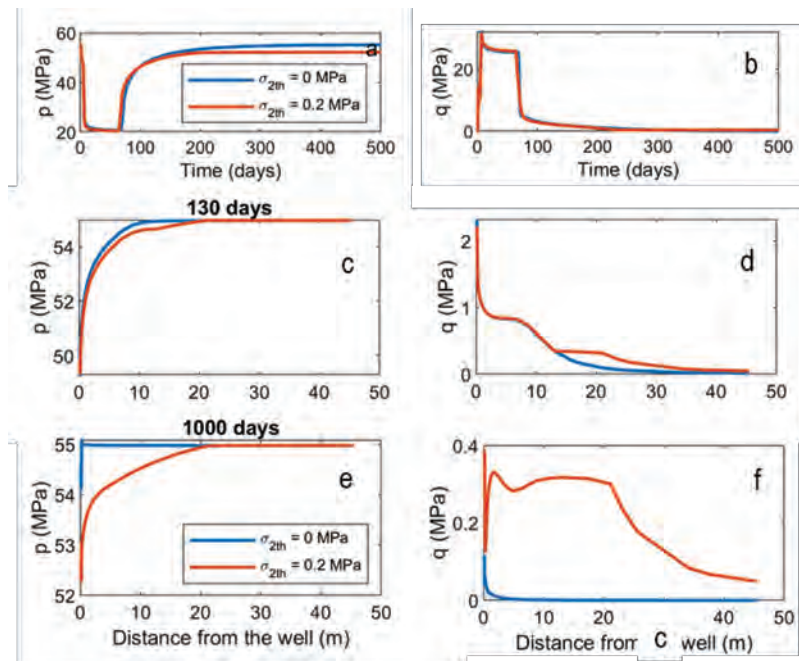 60
40
20
p (MPa)
a
σ2th = 0 MPa
σ2th = 0.2 MPa
0 100 200 300 400 500
Time (days)
20
0
q (MPa)
b
0 100 200 300 400 500
Time (days)
130 days
54
52
50
p (MPa)
c
0 10 20 30 40 50
2
1
0
q (MPa)
d
0 10 20 30 40 50
1000 days
55
54
53
52
p (MPa)
e
σ2th = 0 MPa
σ2th = 0.2 MPa
0 10 20 30 40 50
Distance from the well (m)
0.4
0.2
0
q (MPa)
f
0 10 20 30 40 50
Distance from c well (m)